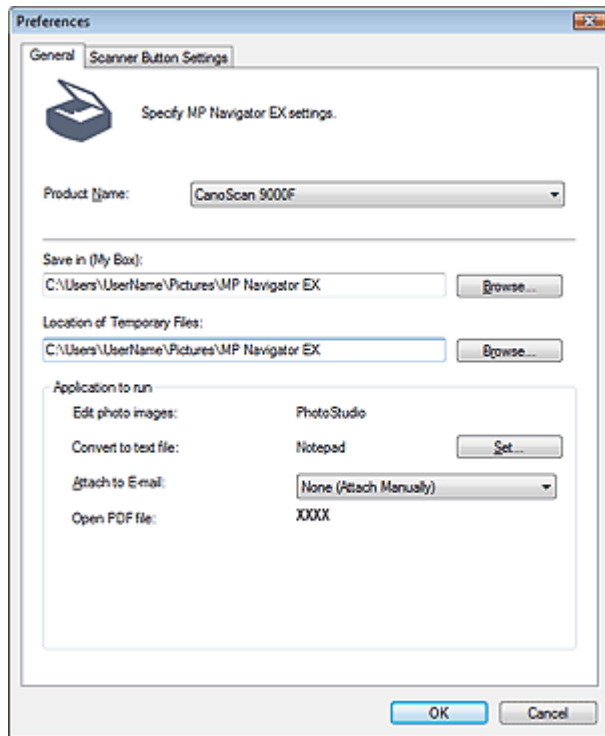 Preferences
General Scanner Button Settings
Specify MP Navigator EX settings.
Product Name: CanoScan 9000F
Save in (My Box):
C:\Users\UserName\Pictures\MP Navigator EX Browse...
Location of Temporary Files:
C:\Users\UserName\Pictures\MP Navigator EX Browse...
Application to run
Edit photo images: PhotoStudio
Convert to text file: Notepad Set...
Attach to E-mail: None (Attach Manually)
Open PDF file: XXXX
OK Cancel